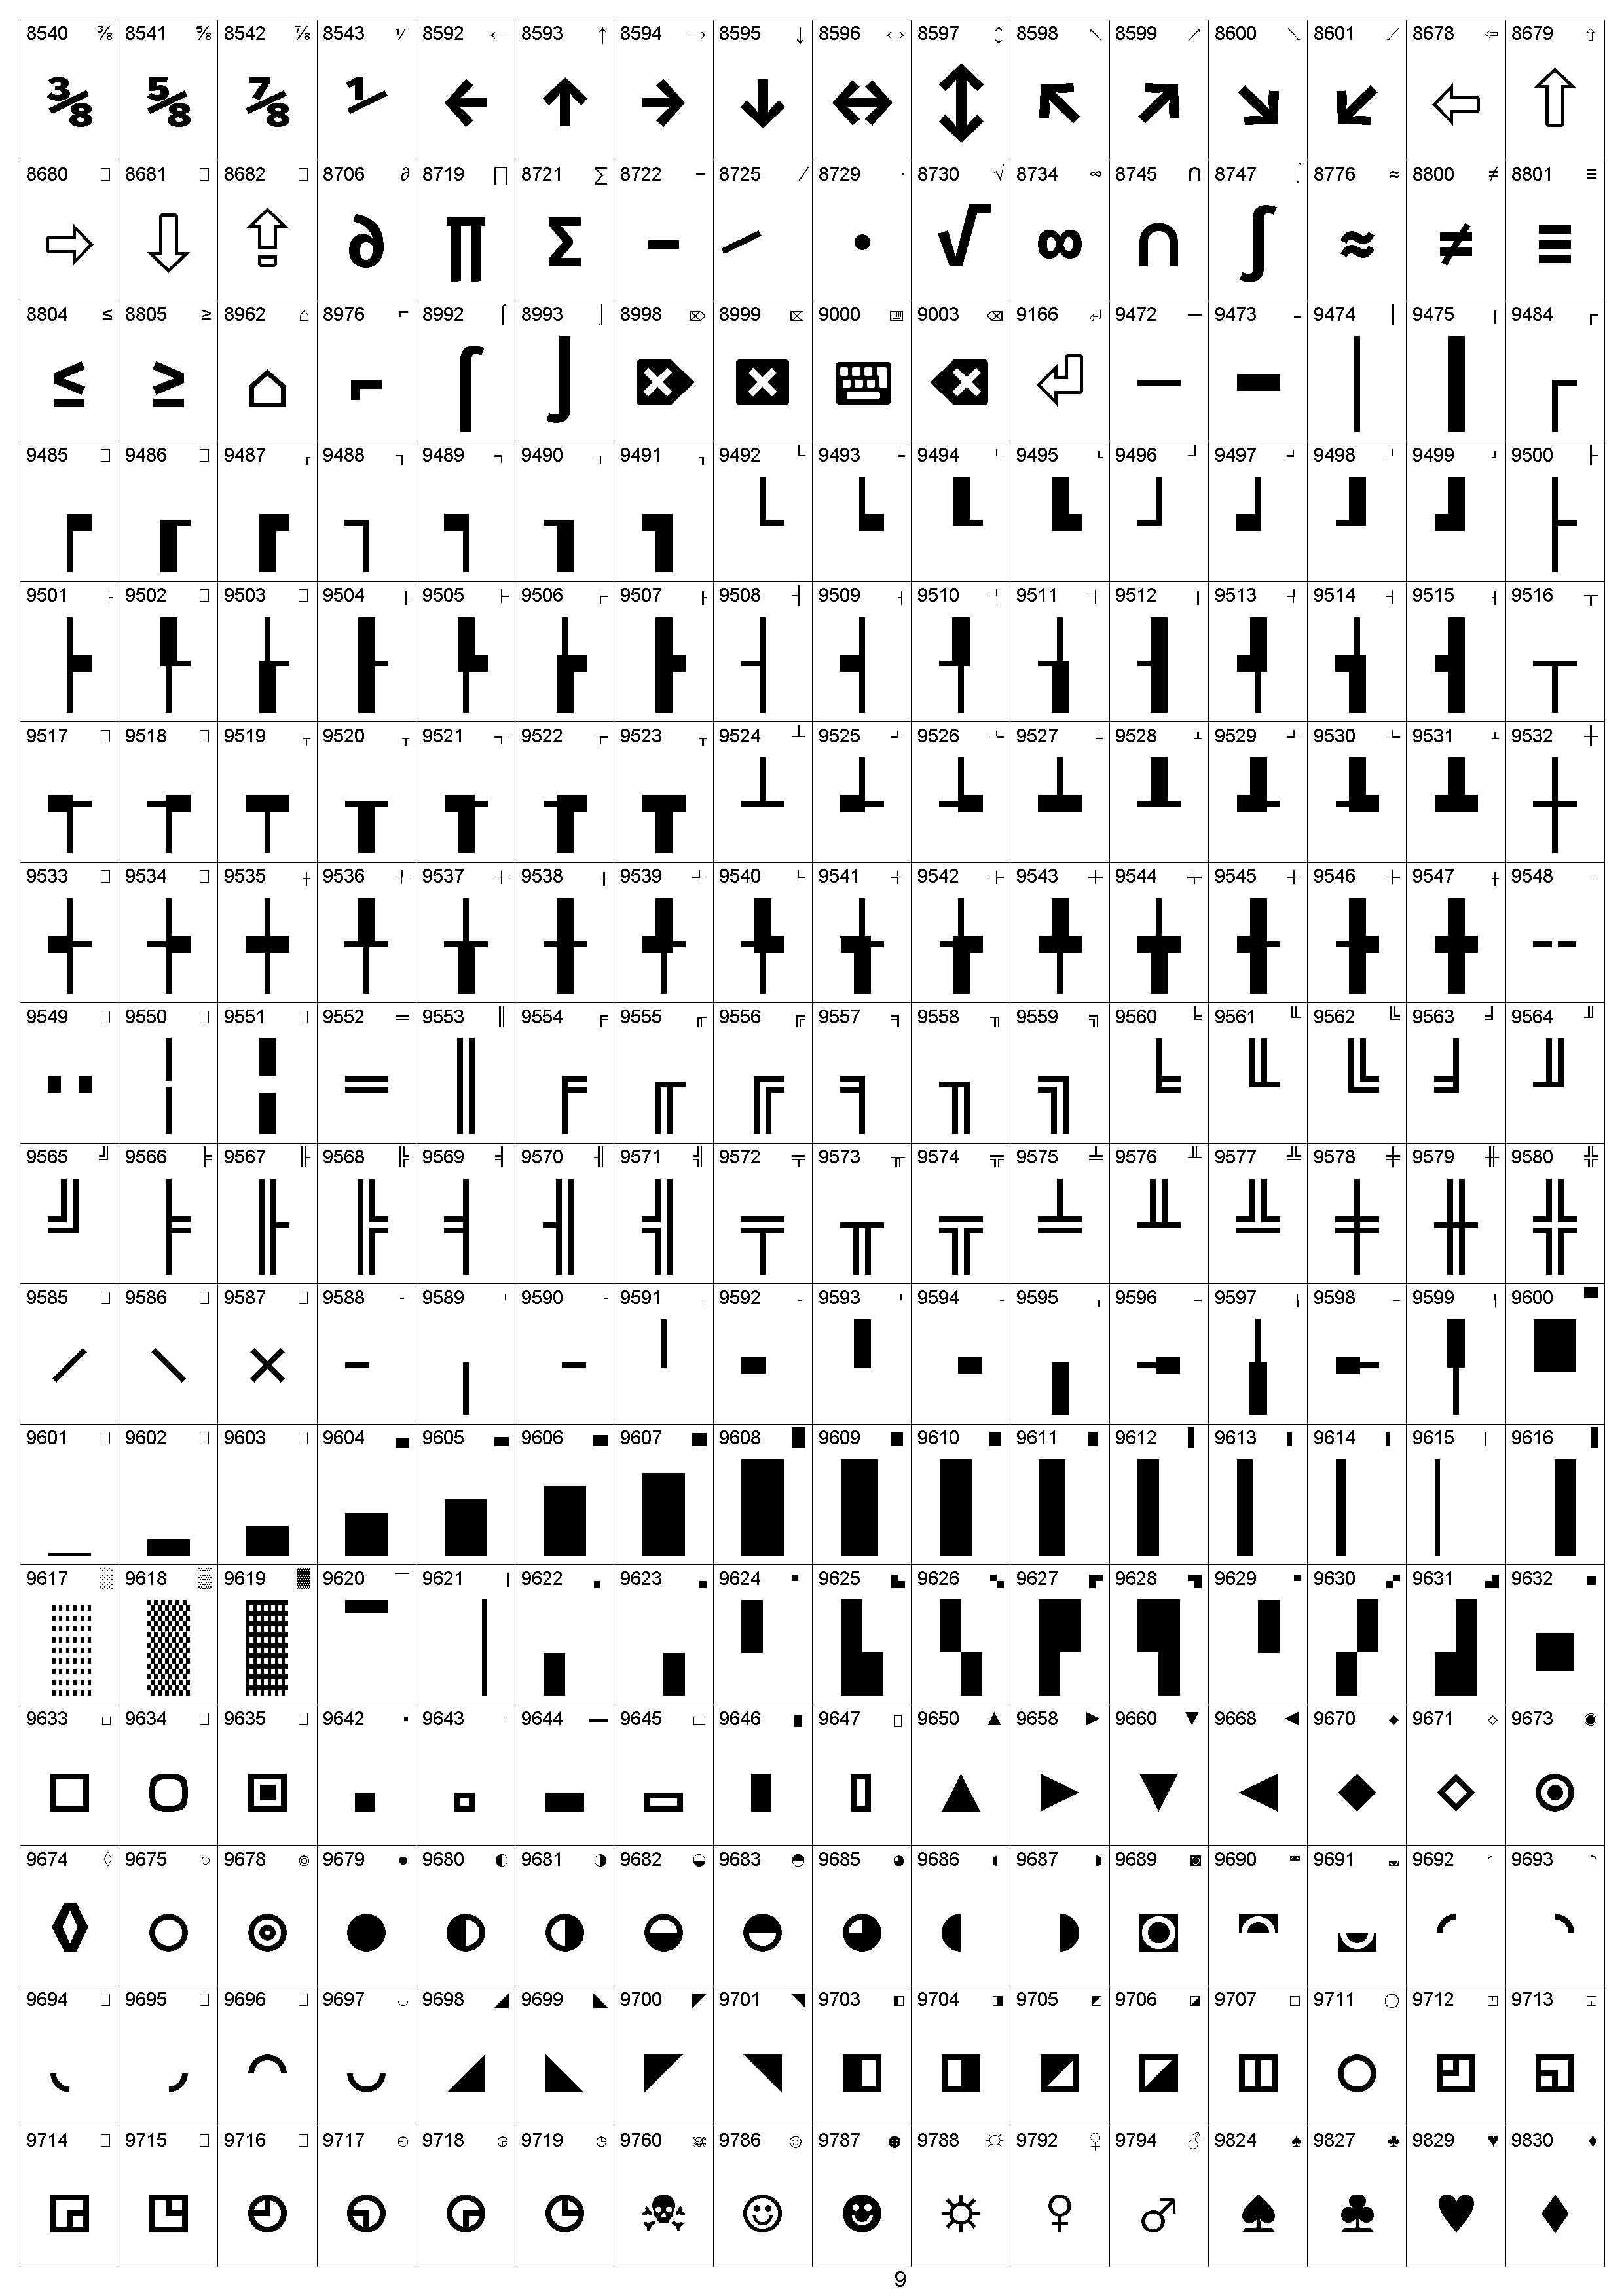 8540 ⅜ 8541 ⅝ 8542 ⅞ 8543 ⅟ 8592 ← 8593 ↑ 8594 → 8595 ↓ 8596 ↔ 8597 ↕ 8598 ↖ 8599 ↗ 8600 ↘ 8601 ↙ 8678 ⇦ 8679 ⇧
⅜ ⅝ ⅞ ⅟ ← ↑ → ↓ ↔ ↕ ↖ ↗ ↘ ↙ ⇦ ⇧
8680 8681 8682 8706 ∂ 8719 ∏ 8721 ∑ 8722 − 8725 ∕ 8729 ∙ 8730 √ 8734 ∞ 8745 ∩ 8747 ∫ 8776 ≈ 8800 ≠ 8801 ≡
⇨ ⇩ ⇪ ∂ ∏ ∑ − ∕ ∙ √ ∞ ∩ ∫ ≈ ≠ ≡
8804 ≤ 8805 ≥ 8962 ⌂ 8976 ⌐ 8992 ⌠ 8993 ⌡ 8998 ⌦ 8999 ⌧ 9000 ⌨ 9003 ⌫ 9166 ⏎ 9472 ─ 9473 ━ 9474 │ 9475 ┃ 9484 ┌
≤ ≥ ⌂ ⌐ ⌠ ⌡ ⌦ ⌧ ⌨ ⌫ ⏎ ─ ━ │ ┃ ┌
9485 9486 9487 ┏ 9488 ┐ 9489 ┑ 9490 ┒ 9491 ┓ 9492 └ 9493 ┕ 9494 ┖ 9495 ┗ 9496 ┘ 9497 ┙ 9498 ┚ 9499 ┛ 9500 ├
┍ ┎ ┏ ┐ ┑ ┒ ┓ └ ┕ ┖ ┗ ┘ ┙ ┚ ┛ ├
9501 ┝ 9502 9503 9504 ┠ 9505 ┡ 9506 ┢ 9507 ┣ 9508 ┤ 9509 ┥ 9510 ┦ 9511 ┧ 9512 ┨ 9513 ┩ 9514 ┪ 9515 ┫ 9516 ┬
┝ ┞ ┟ ┠ ┡ ┢ ┣ ┤ ┥ ┦ ┧ ┨ ┩ ┪ ┫ ┬
9517 9518 9519 ┯ 9520 ┰ 9521 ┱ 9522 ┲ 9523 ┳ 9524 ┴ 9525 ┵ 9526 ┶ 9527 ┷ 9528 ┸ 9529 ┹ 9530 ┺ 9531 ┻ 9532 ┼
┭ ┮ ┯ ┰ ┱ ┲ ┳ ┴ ┵ ┶ ┷ ┸ ┹ ┺ ┻ ┼
9533 9534 9535 ┿ 9536 ╀ 9537 ╁ 9538 ╂ 9539 ╃ 9540 ╄ 9541 ╅ 9542 ╆ 9543 ╇ 9544 ╈ 9545 ╉ 9546 ╊ 9547 ╋ 9548 ╌
┽ ┾ ┿ ╀ ╁ ╂ ╃ ╄ ╅ ╆ ╇ ╈ ╉ ╊ ╋ ╌
9549 9550 9551 9552 ═ 9553 ║ 9554 ╒ 9555 ╓ 9556 ╔ 9557 ╕ 9558 ╖ 9559 ╗ 9560 ╘ 9561 ╙ 9562 ╚ 9563 ╛ 9564 ╜
╍ ╎ ╏ ═ ║ ╒ ╓ ╔ ╕ ╖ ╗ ╘ ╙ ╚ ╛ ╜
9565 ╝ 9566 ╞ 9567 ╟ 9568 ╠ 9569 ╡ 9570 ╢ 9571 ╣ 9572 ╤ 9573 ╥ 9574 ╦ 9575 ╧ 9576 ╨ 9577 ╩ 9578 ╪ 9579 ╫ 9580 ╬
╝ ╞ ╟ ╠ ╡ ╢ ╣ ╤ ╥ ╦ ╧ ╨ ╩ ╪ ╫ ╬
9585 9586 9587 9588 ╴ 9589 ╵ 9590 ╶ 9591 ╷ 9592 ╸ 9593 ╹ 9594 ╺ 9595 ╻ 9596 ╼ 9597 ╽ 9598 ╾ 9599 ╿ 9600 ▀
╱ ╲ ╳ ╴ ╷ ╶ ╵ ╸ ╹ ╺ ╻ ╼ ╽ ╾ ╿ ▀
9601 9602 9603 9604 ▄ 9605 ▅ 9606 ▆ 9607 ▇ 9608 █ 9609 ▉ 9610 ▊ 9611 ▋ 9612 ▌ 9613 ▍ 9614 ▎ 9615 ▏ 9616 ▐
▁ ▂ ▃ ▄ ▅ ▆ ▇ █ ▉ ▊ ▋ ▌ ▍ ▎ ▏ ▐
9617 ░ 9618 ▒ 9619 ▓ 9620 ▔ 9621 ▕ 9622 ▖ 9623 ▗ 9624 ▘ 9625 ▙ 9626 ▚ 9627 ▛ 9628 ▜ 9629 ▝ 9630 ▞ 9631 ▟ 9632 ■
░ ▒ ▓ ▔ ▕ ▖ ▗ ▘ ▙ ▚ ▛ ▜ ▝ ▞ ▟ ■
9633 □ 9634 9635 9642 ▪ 9643 ▫ 9644 ▬ 9645 ▭ 9646 ▮ 9647 ▯ 9650 ▲ 9658 ► 9660 ▼ 9668 ◄ 9670 ◆ 9671 ◇ 9673 ◉
□ ▢ ▣ ▪ ▫ ▬ ▭ ▮ ▯ ▲ ► ▼ ◄ ◆ ◇ ◉
9674 ◊ 9675 ○ 9678 ◎ 9679 ● 9680 ◐ 9681 ◑ 9682 ◒ 9683 ◓ 9685 ◕ 9686 ◖ 9687 ◗ 9689 ◙ 9690 ◚ 9691 ◛ 9692 ◜ 9693 ◝
◊ ○ ◎ ● ◐ ◑ ◒ ◓ ◕ ◖ ◗ ◙ ◚ ◛ ◜ ◝
9694 9695 9696 9697 ◡ 9698 ◢ 9699 ◣ 9700 ◤ 9701 ◥ 9703 ◧ 9704 ◨ 9705 ◩ 9706 ◪ 9707 ◫ 9711 ◯ 9712 ◰ 9713 ◱
◟ ◞ ◠ ◡ ◢ ◣ ◤ ◥ ◧ ◨ ◩ ◪ ◫ ◯ ◰ ◱
9714 9715 9716 9717 ◵ 9718 ◶ 9719 ◷ 9760 ☠ 9786 ☺ 9787 ☻ 9788 ☼ 9792 ♀ 9794 ♂ 9824 ♠ 9827 ♣ 9829 ♥ 9830 ♦
◲ ◳ ◴ ◵ ◶ ◷ ☠ ☺ ☻ ☼ ♀ ♂ ♠ ♣ ♥ ♦
9